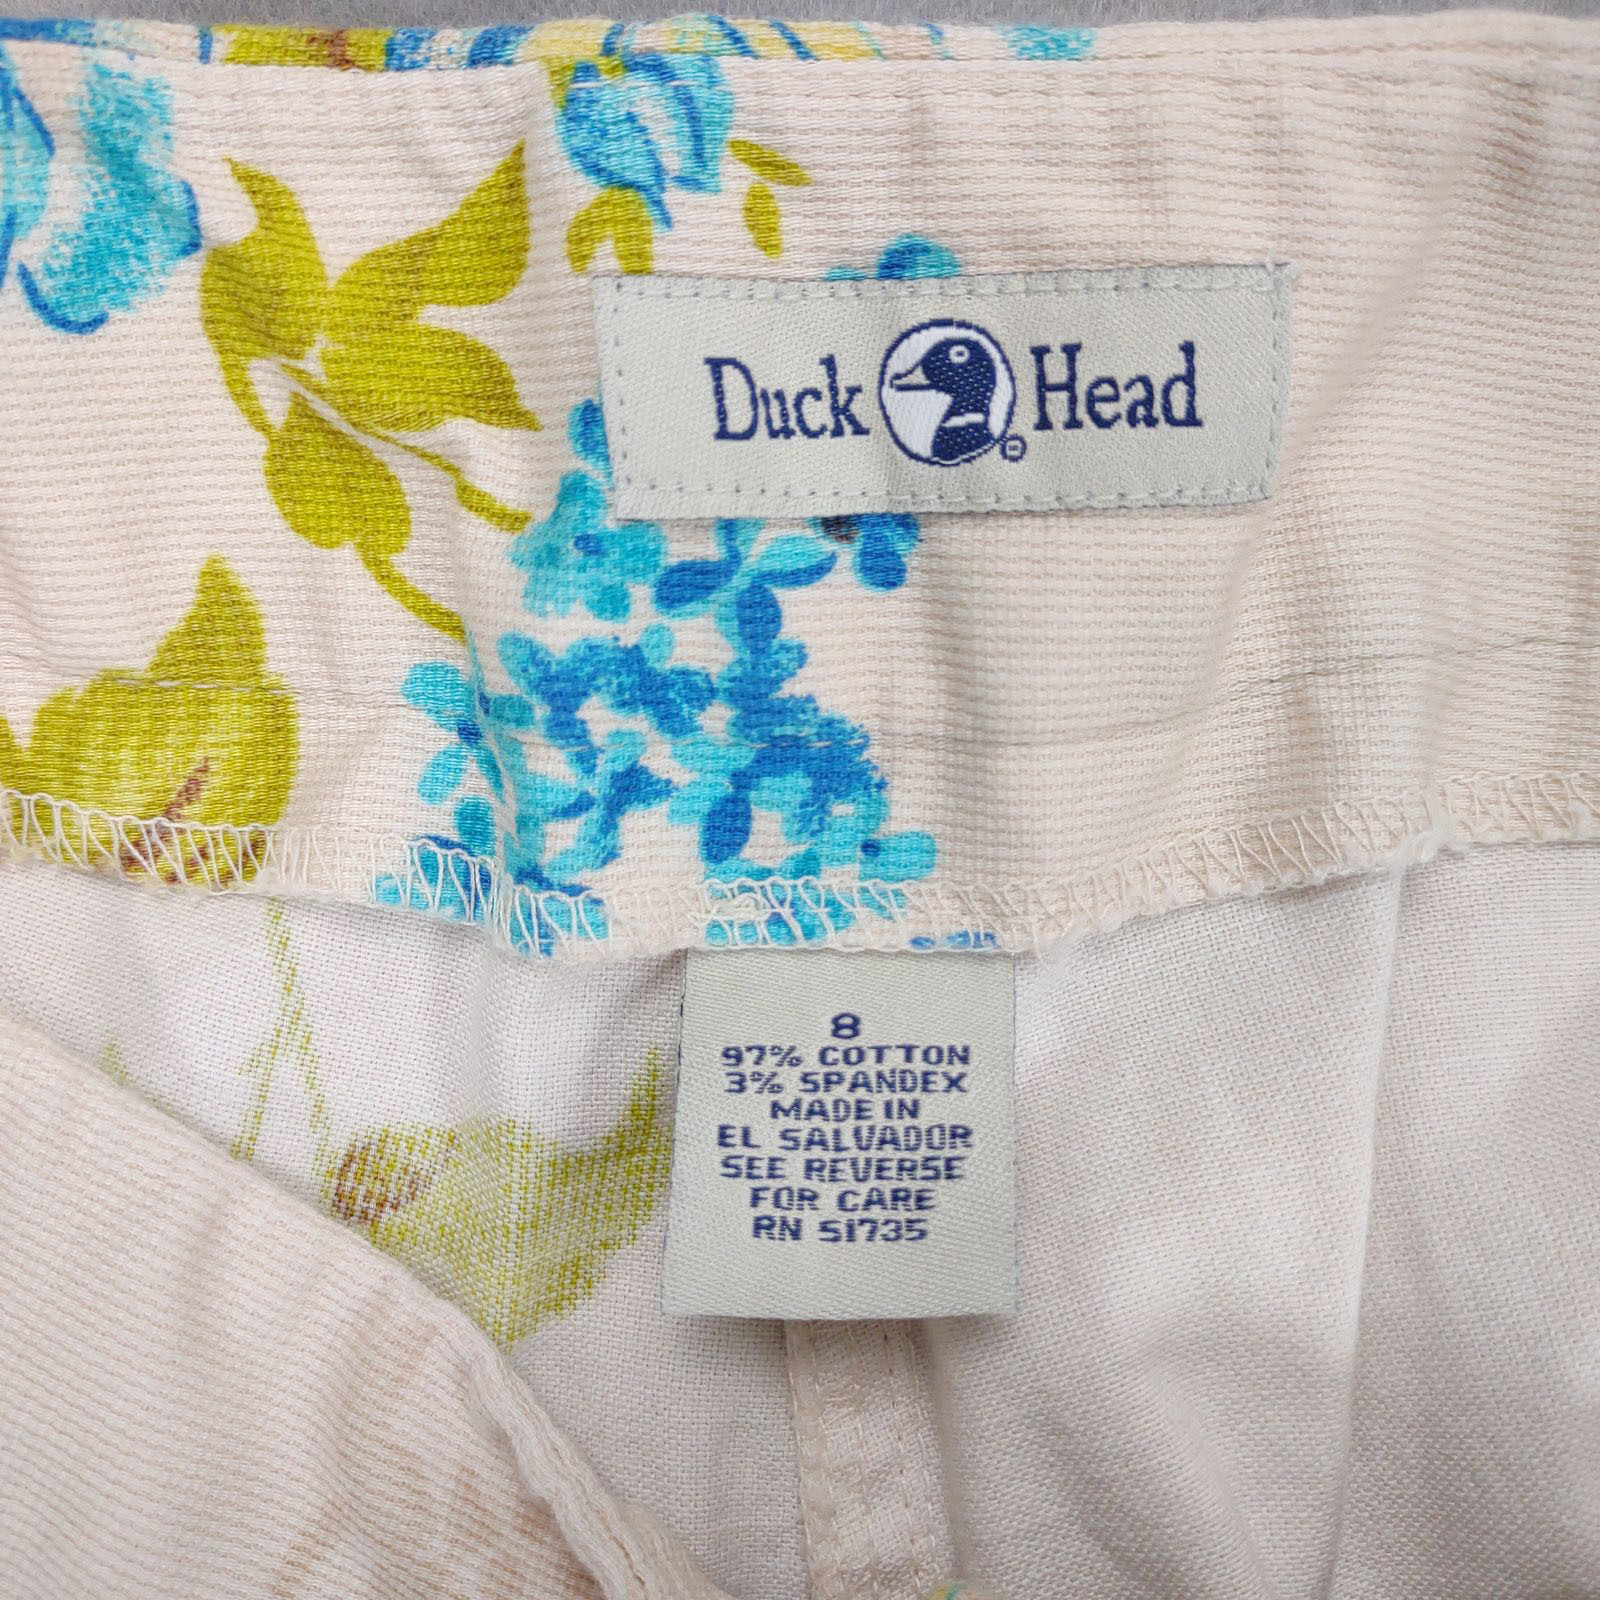 Duck Head
8
97% COTTON
3% SPANDEX
MADE IN
EL SALVADOR
SEE REVERSE
FOR CARE
RN 51735